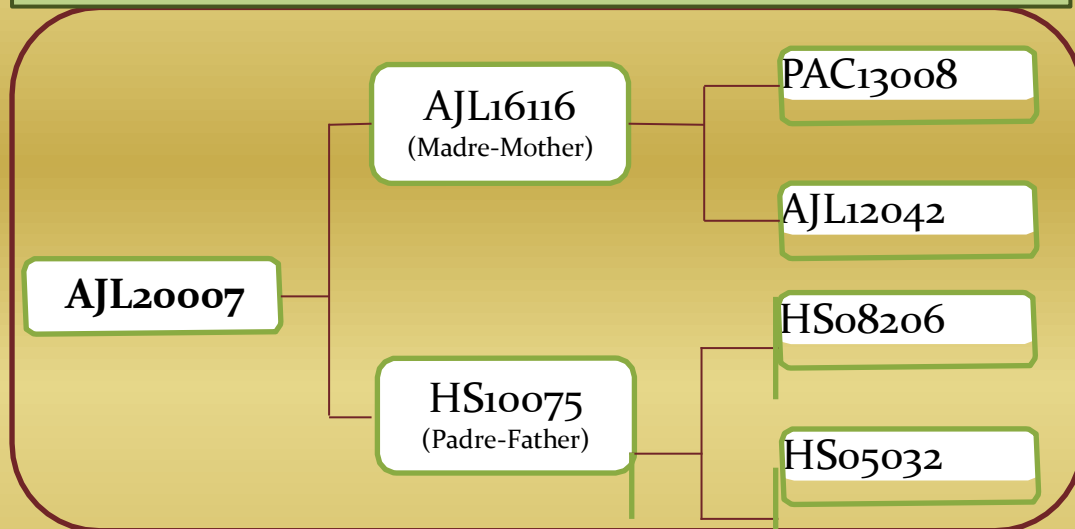 AJL20007
AJL16116
(Madre-Mother)
HS10075
(Padre-Father)
PAC13008
AJL12042
HS08206
HS05032